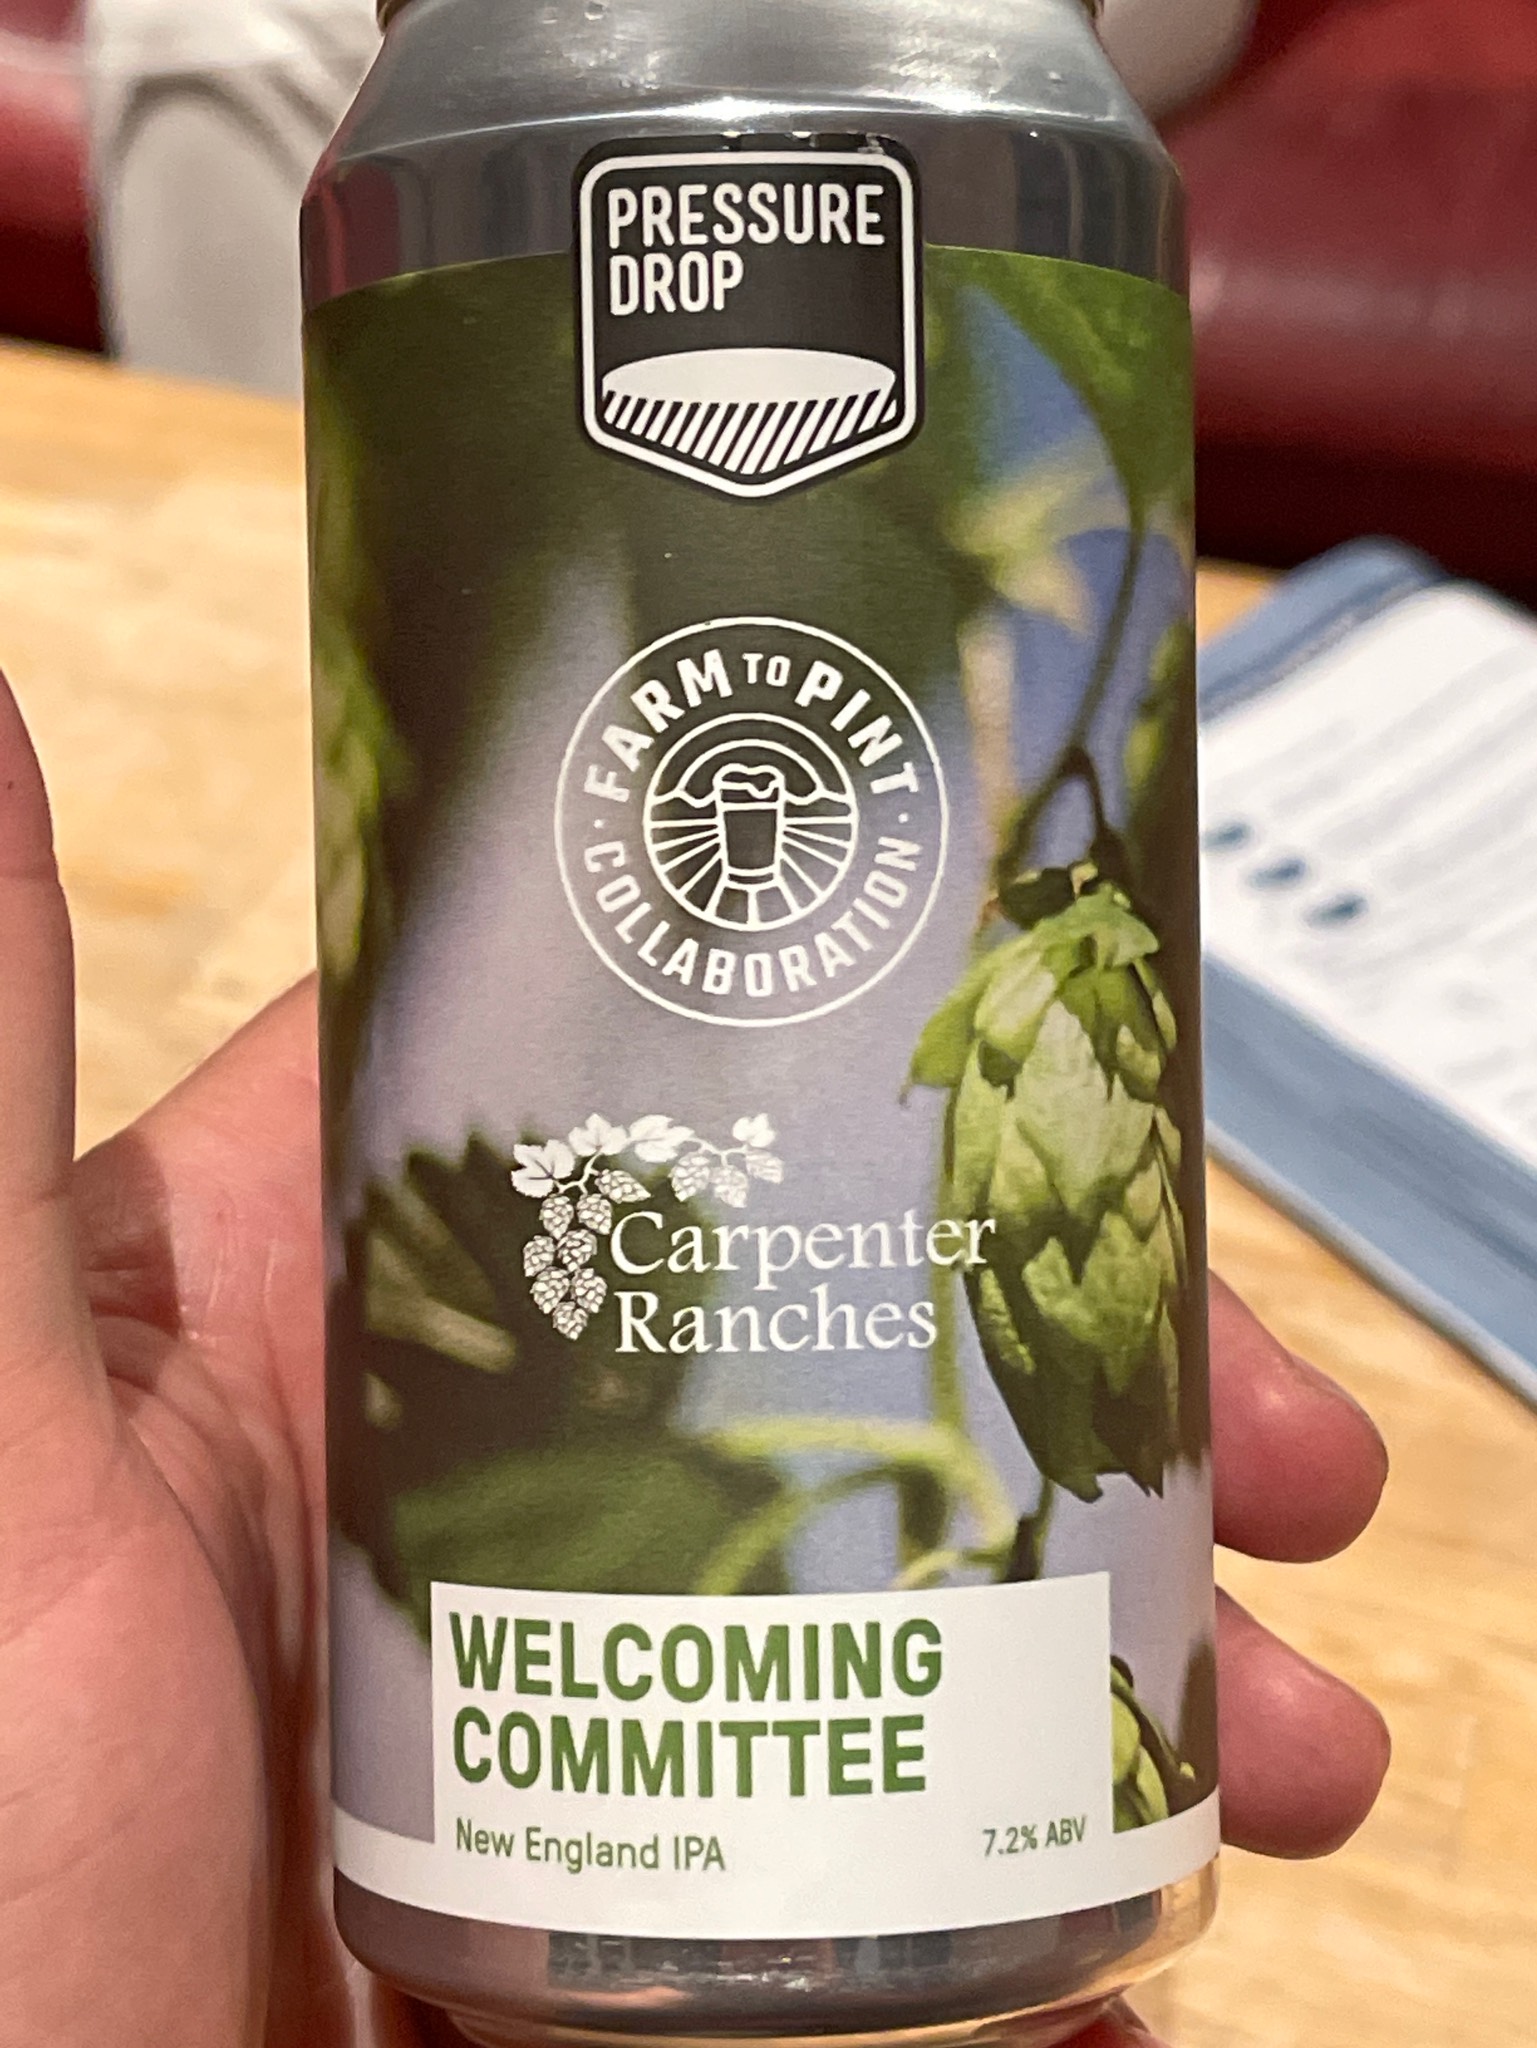 PRESSURE
DROP
FARM TO PINT
COLLABORATION
Carpenter
Ranches
WELCOMING
COMMITTEE
New England IPA
7.2% ABV